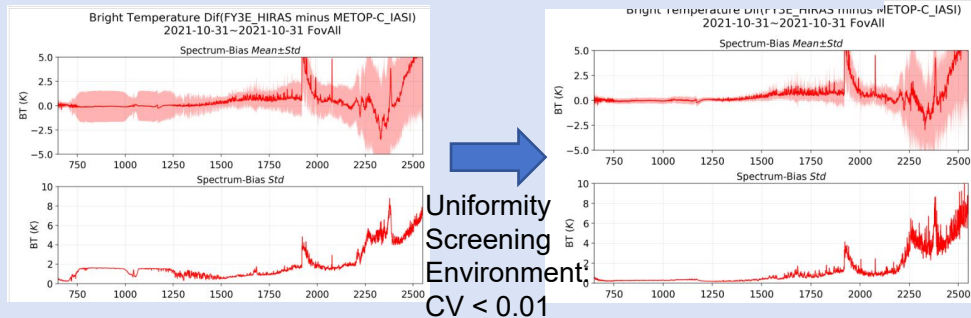 Bright Temperature Dif(FY3E_HIRAS minus METOP-C_IASI)
2021-10-31~2021-10-31 FovAll
Spectrum-Bias Mean±Std
BT (K)
5.0
2.5
0.0
−2.5
−5.0
750 1000 1250 1500 1750 2000 2250 2500
Spectrum-Bias Std
BT (K)
10
8
6
4
2
0
750 1000 1250 1500 1750 2000 2250 2500
Uniformity
Screening
Environment:
CV < 0.01
Bright Temperature Dif(FY3E_HIRAS minus METOP-C_IASI)
2021-10-31~2021-10-31 FovAll
Spectrum-Bias Mean±Std
BT (K)
5.0
2.5
0.0
−2.5
−5.0
750 1000 1250 1500 1750 2000 2250 2500
Spectrum-Bias Std
BT (K)
10
8
6
4
2
0
750 1000 1250 1500 1750 2000 2250 2500